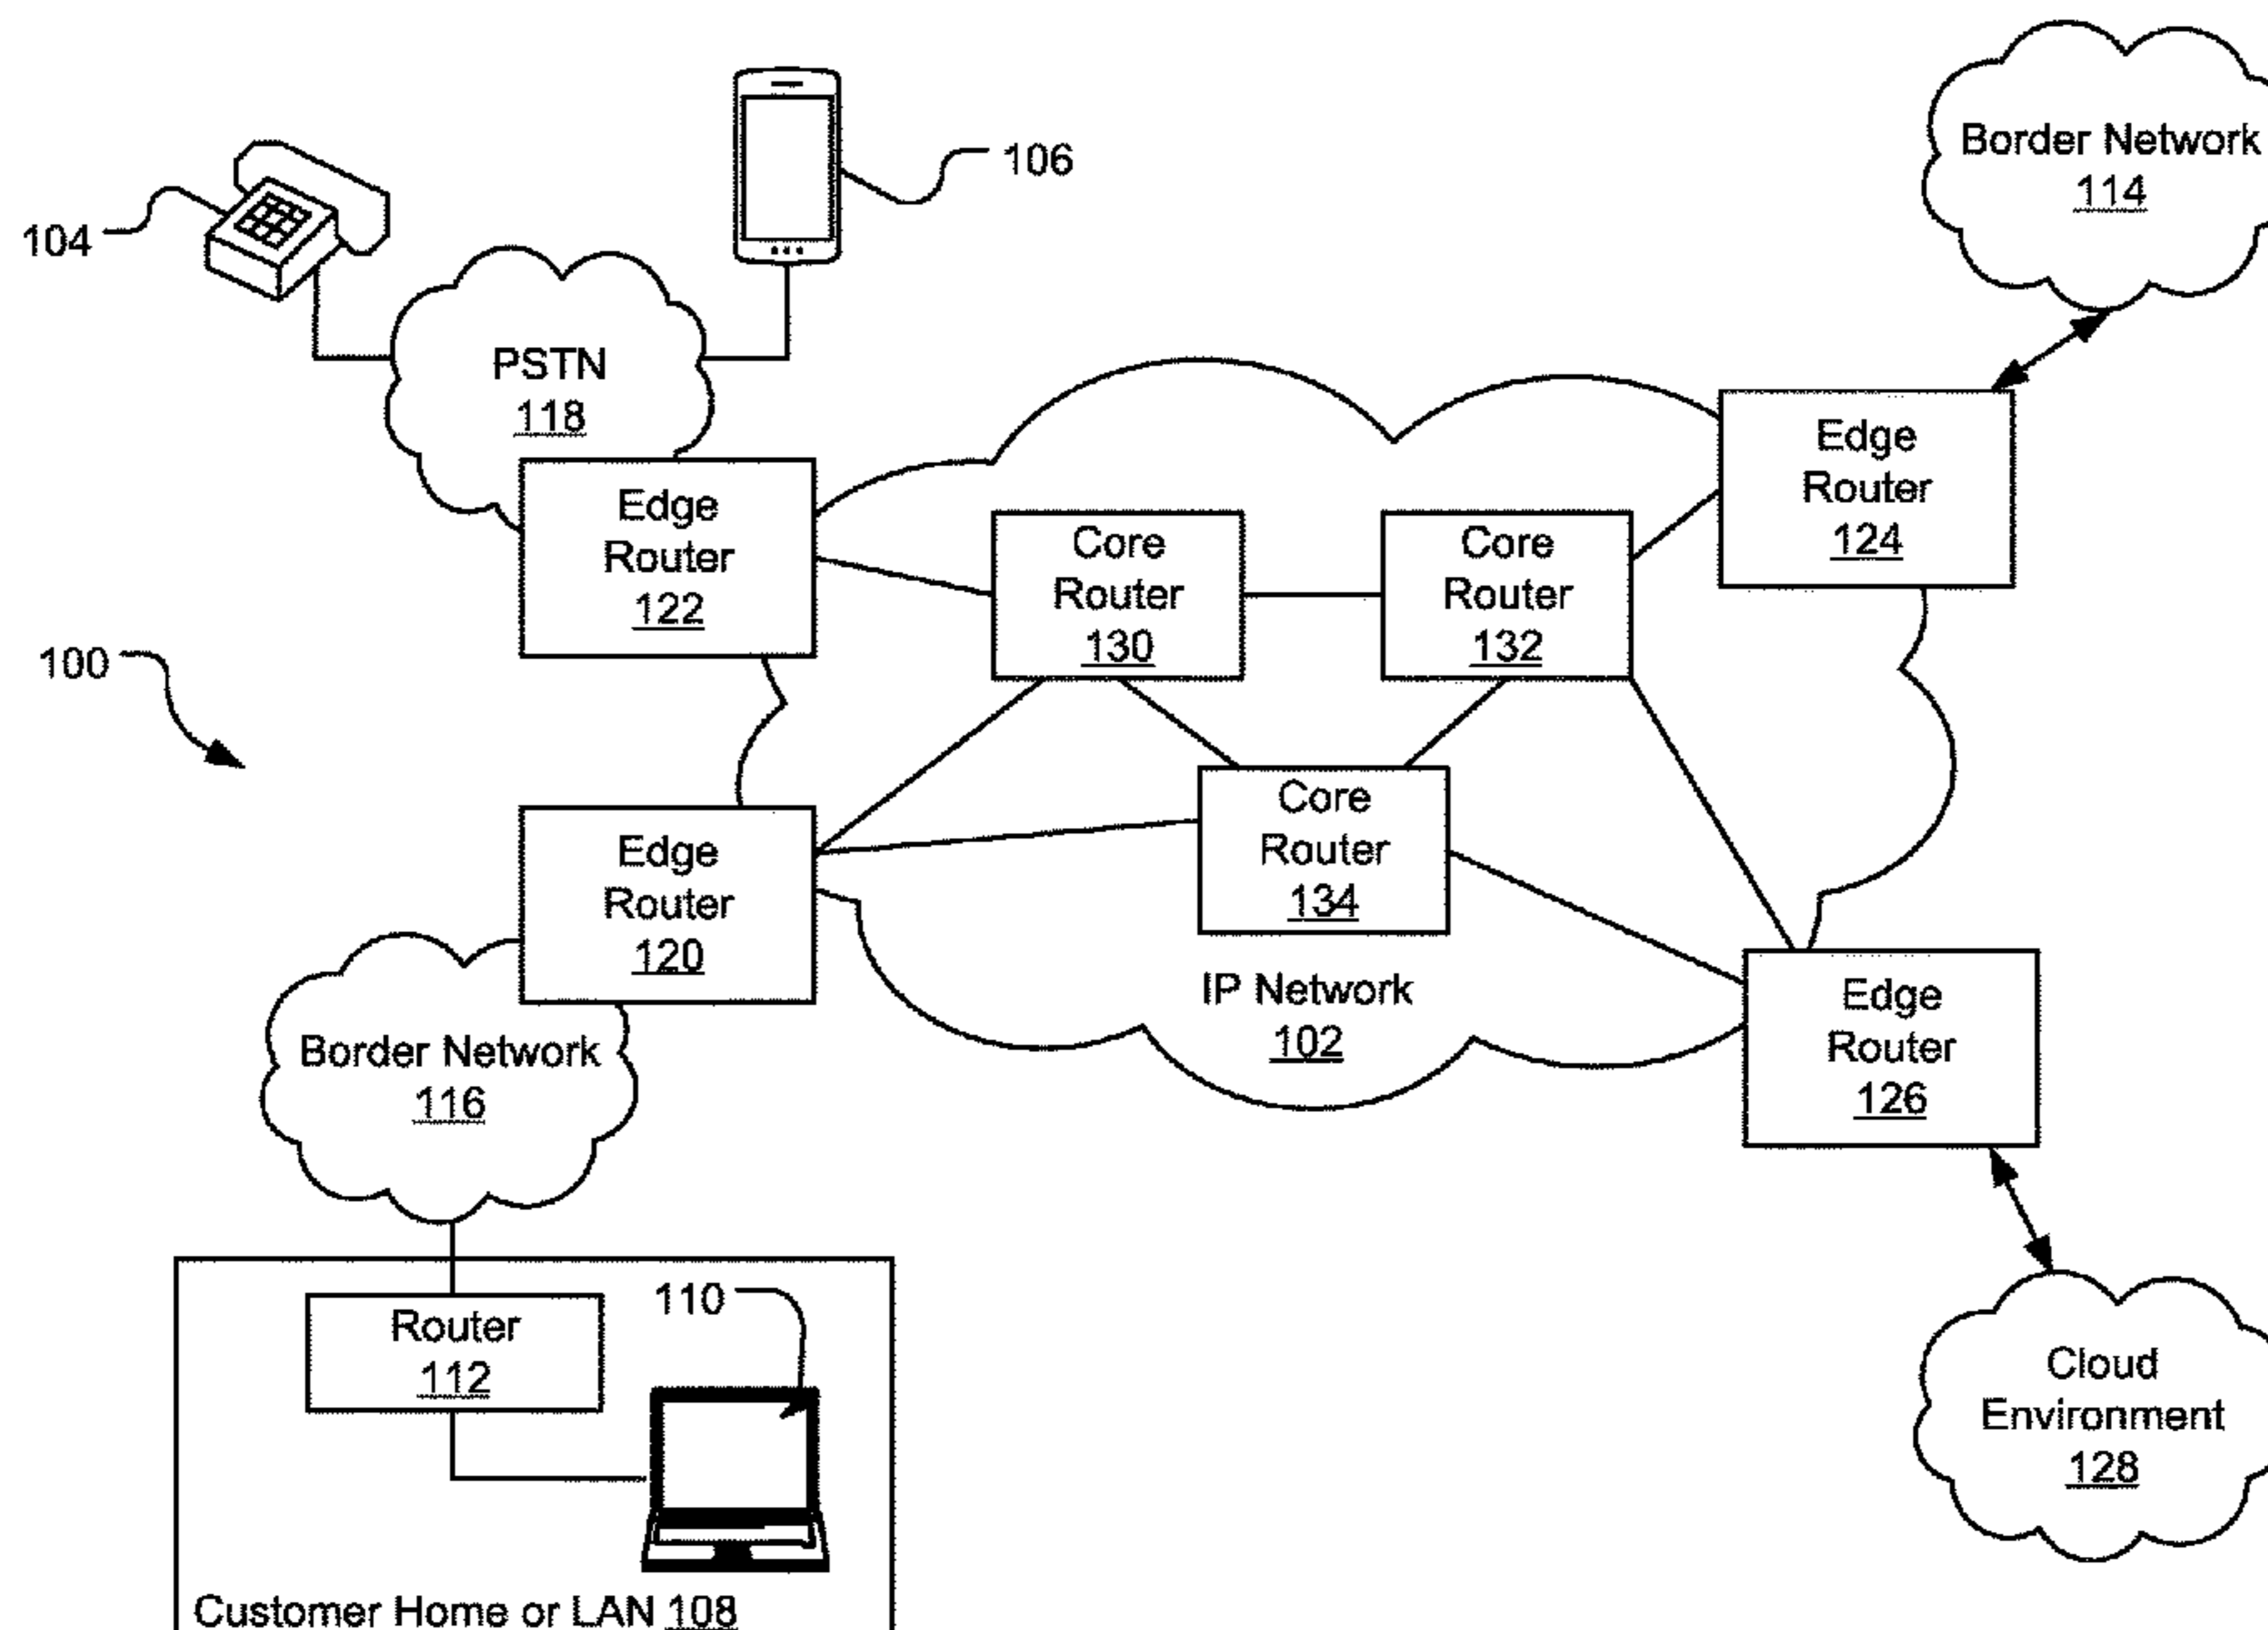 104
106
Border Network
114
PSTN
118
Edge
Router
122
Edge
Router
124
Core
Router
130
Core
Router
132
100
Core
Router
134
Edge
Router
120
IP Network
102
Edge
Router
126
Border Network
116
Router
112
110
Cloud
Environment
128
Customer Home or LAN 108